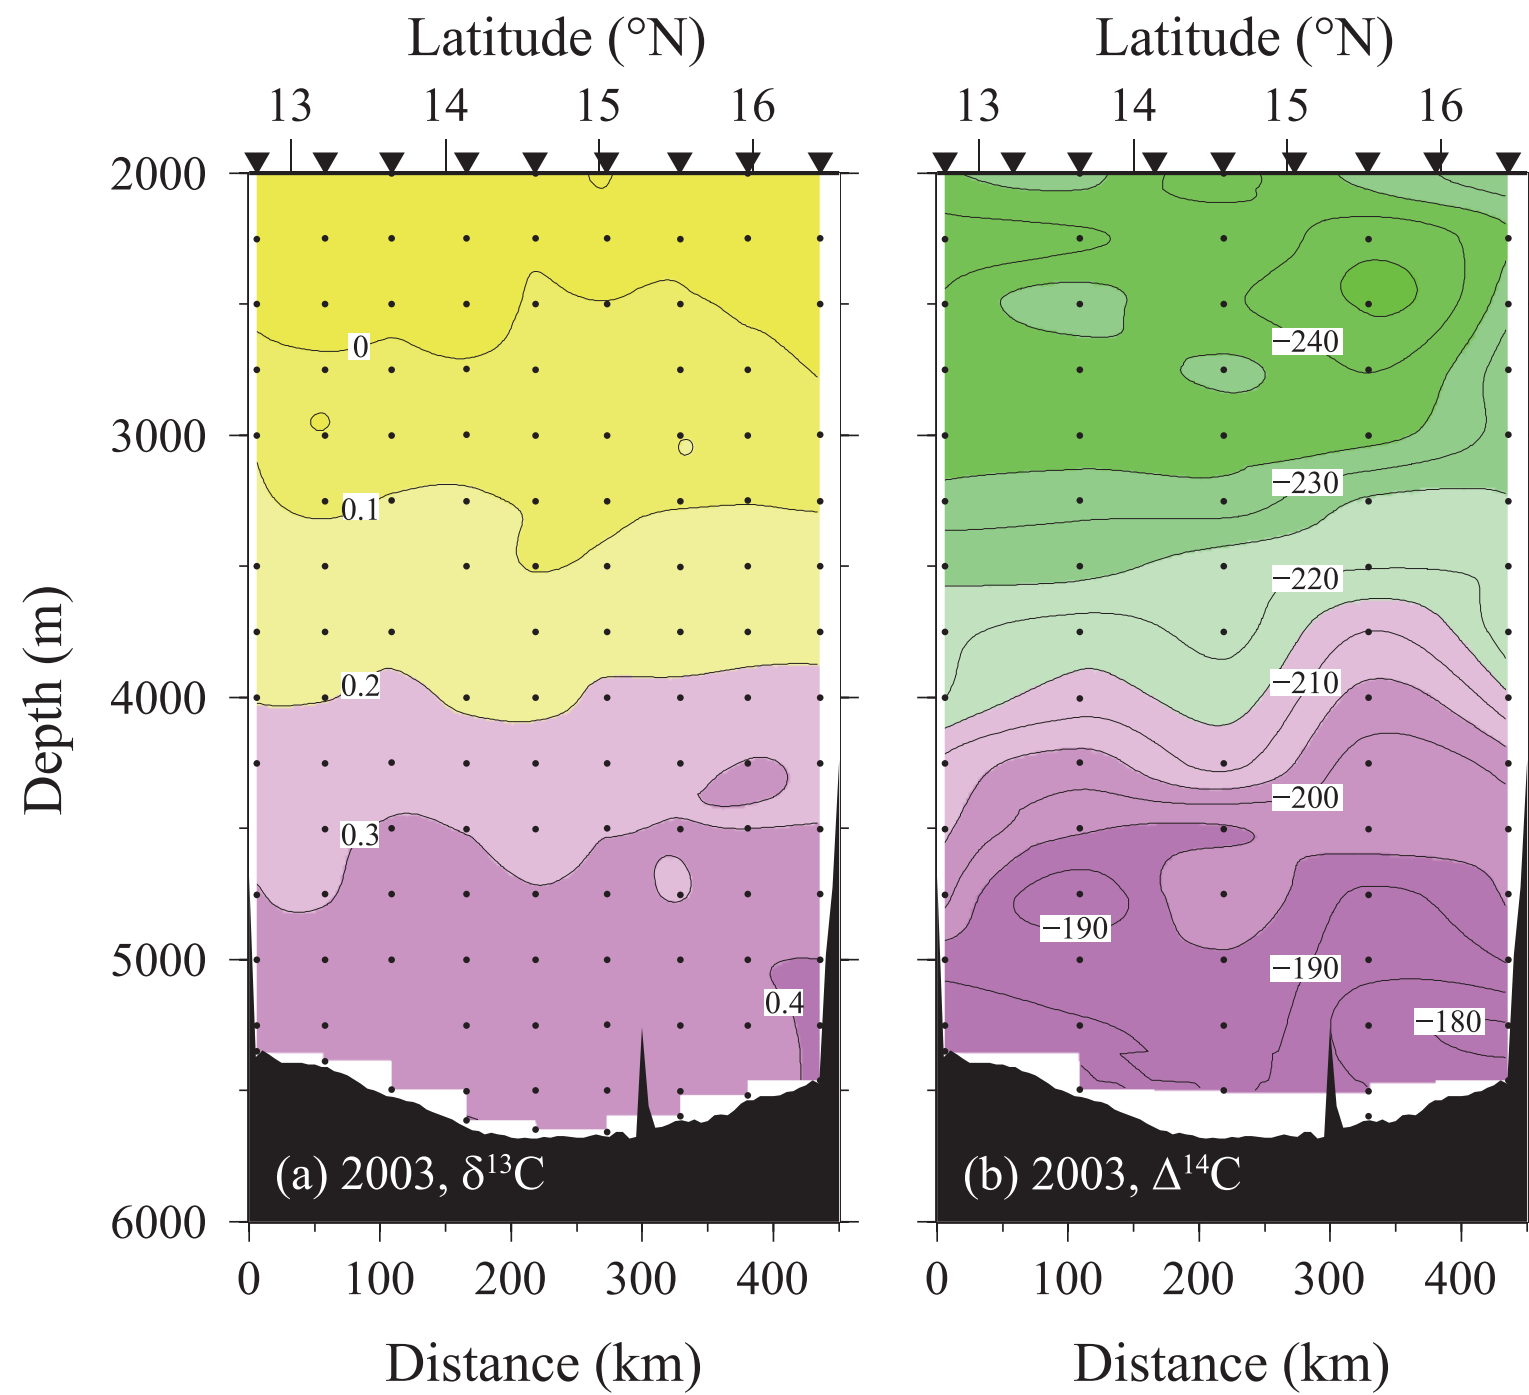 Latitude (°N)
13 14 15 16
2000
3000
4000
5000
6000
Depth (m)
0
0.1
0.2
0.3
0.4
(a) 2003, δ¹³C
0 100 200 300 400
Distance (km)
Latitude (°N)
13 14 15 16
−240
−230
−220
−210
−200
−190
−190
−180
(b) 2003, Δ¹⁴C
0 100 200 300 400
Distance (km)